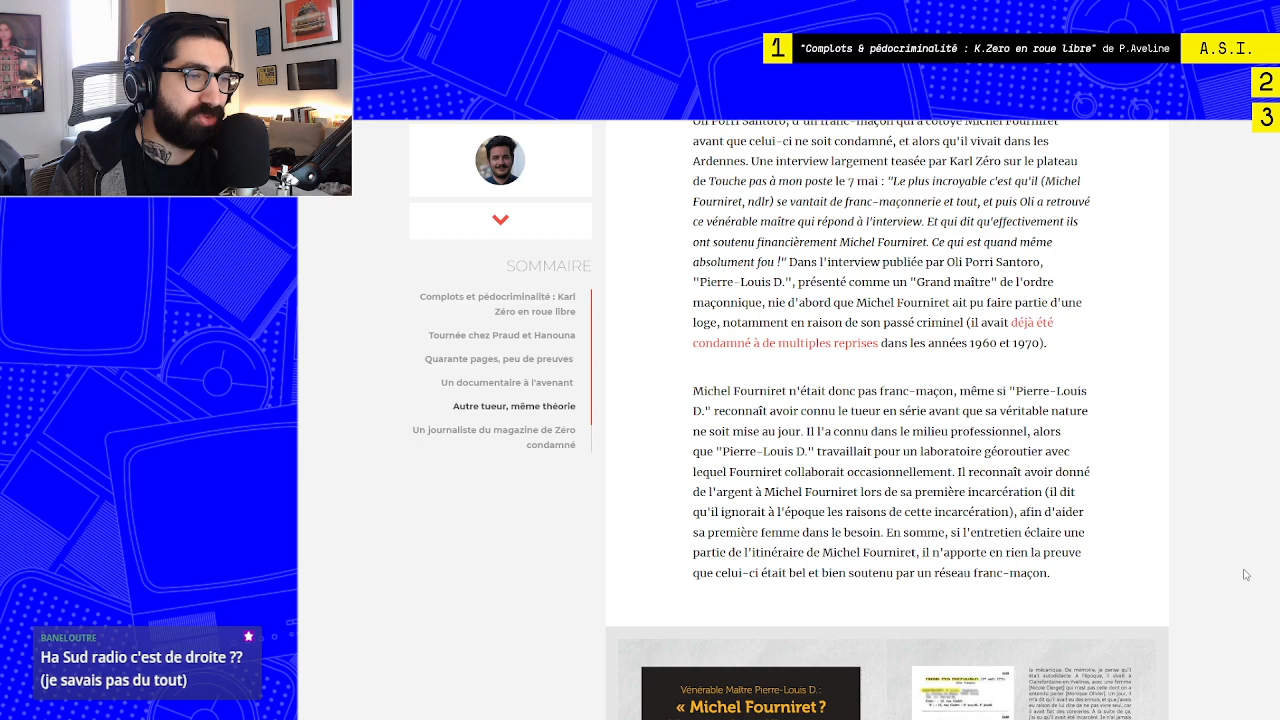 1 "Complots & pédocriminalité : K.Zero en roue libre" de P.Aveline A.S.I.
2
3
Oli Porri Santoro, d'un franc-maçon qui a côtoyé Michel Fourniret
avant que celui-ci ne soit condamné, et alors qu'il vivait dans les
Ardennes. Une interview largement teasée par Karl Zéro sur le plateau
de Touche pas à mon poste le 7 mai : "Le plus incroyable c'est qu'il (Michel
Fourniret, ndlr) se vantait de franc-maçonnerie et tout, et puis Oli a retrouvé
ce vénérable maître qui répond à l'interview. Et qui dit qu'effectivement ils
ont soutenu financièrement Michel Fourniret. Ce qui est quand même
absolument fou !" Dans l'interview publiée par Oli Porri Santoro,
"Pierre-Louis D.", présenté comme un "Grand maître" de l'ordre
maçonnique, nie d'abord que Michel Fourniret ait pu faire partie d'une
loge, notamment en raison de son passé criminel (il avait déjà été
condamné à de multiples reprises dans les années 1960 et 1970).
Michel Fourniret n'était donc pas franc-maçon, même si "Pierre-Louis
D." reconnaît avoir connu le tueur en série avant que sa véritable nature
ne soit mise au jour. Il l'a connu dans le milieu professionnel, alors
que "Pierre-Louis D." travaillait pour un laboratoire géoroutier avec
lequel Fourniret collaborait occasionnellement. Il reconnaît avoir donné
de l'argent à Michel Fourniret lors de sa première incarcération (il dit
qu'il ignorait à l'époque les raisons de cette incarcération), afin d'aider
sa première femme dans le besoin. En somme, si l'entretien éclaire une
partie de l'itinéraire de Michel Fourniret, il n'apporte en rien la preuve
que celui-ci était bel et bien soutenu par un réseau franc-maçon.
SOMMAIRE
Complots et pédocriminalité : Karl
Zéro en roue libre
Tournée chez Praud et Hanouna
Quarante pages, peu de preuves
Un documentaire à l'avenant
Autre tueur, même théorie
Un journaliste du magazine de Zéro
condamné
BANELOUTRE
Ha Sud radio c'est de droite ??
(je savais pas du tout)
Vénérable Maître Pierre-Louis D. :
« Michel Fourniret ?